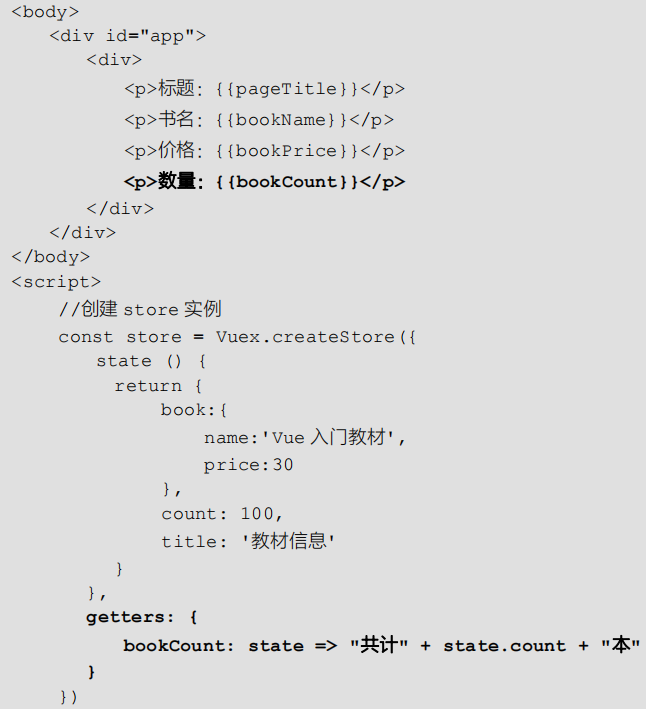 <body>
<div id="app">
<div>
<p>标题：{{pageTitle}}</p>
<p>书名：{{bookName}}</p>
<p>价格：{{bookPrice}}</p>
<p>数量：{{bookCount}}</p>
</div>
</div>
</body>
<script>
//创建 store 实例
const store = Vuex.createStore({
state () {
return {
book:{
name:'Vue 入门教材',
price:30
},
count: 100,
title: '教材信息'
}
},
getters: {
bookCount: state => "共计" + state.count + "本"
}
})